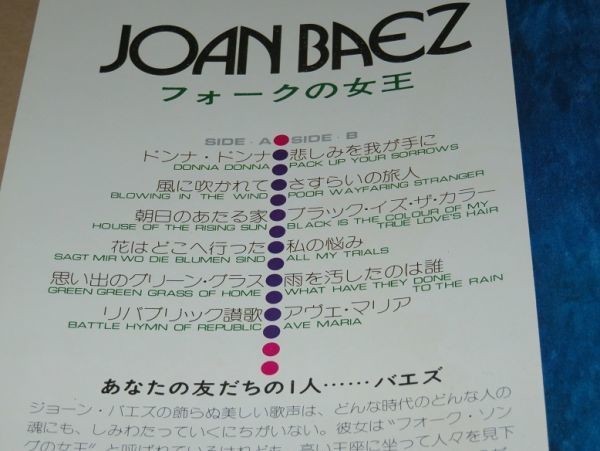 JOAN BAEZ
フォークの女王
SIDE・A
ドンナ・ドンナ
DONNA DONNA
風に吹かれて
BLOWING IN THE WIND
朝日のあたる家
HOUSE OF THE RISING SUN
花はどこへ行った
SAGT MIR WO DIE BLUMEN SIND
思い出のグリーン・グラス
GREEN GREEN GRASS OF HOME
リパブリック讃歌
BATTLE HYMN OF REPUBLIC
SIDE・B
悲しみを我が手に
PACK UP YOUR SORROWS
さすらいの旅人
POOR WAYFARING STRANGER
ブラック・イズ・ザ・カラー
BLACK IS THE COLOUR OF MY
TRUE LOVE'S HAIR
私の悩み
ALL MY TRIALS
雨を汚したのは誰
WHAT HAVE THEY DONE
TO THE RAIN
アヴェ・マリア
AVE MARIA
あなたの友だちの1人……バエズ
ジョーン・バエズの飾らぬ美しい歌声は、どんな時代のどんな人の
魂にも、しみわたっていくにちがいない。彼女は"フォーク・ソン
グの女王"と呼ばれているけれども、高い王座に坐って人々を見下